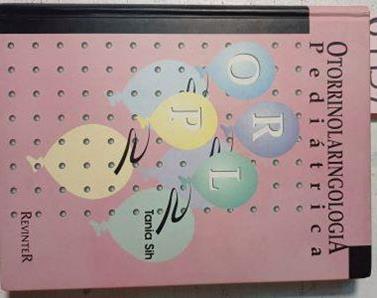 OTORRINOLARINGOLOGIA
Pediátrica
O
R
L
P.
Tania Sih
REVINTER